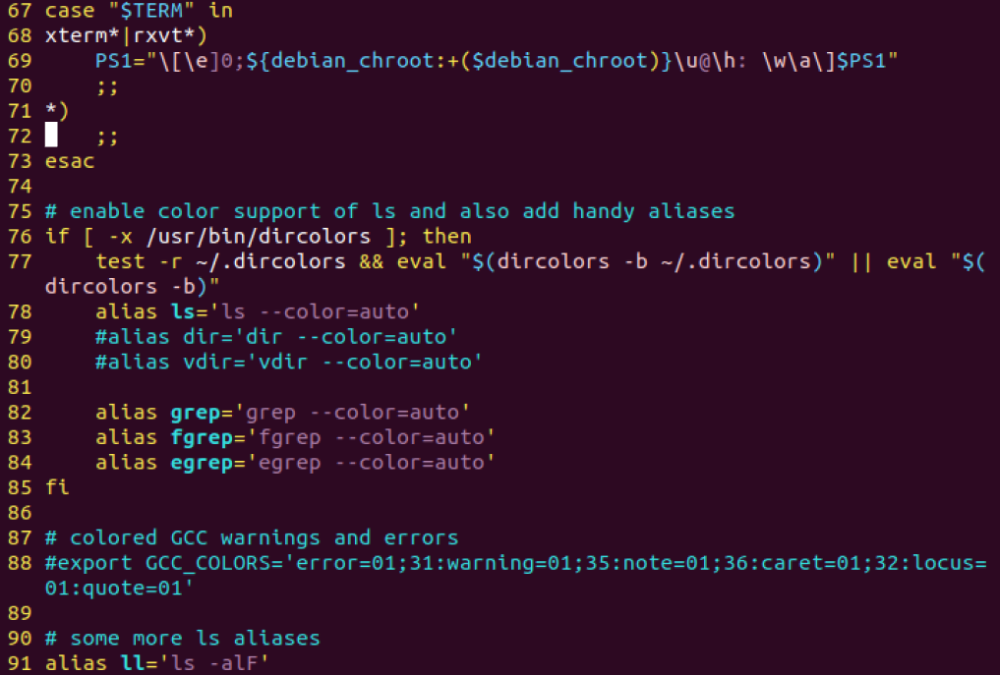 67 case "$TERM" in
68 xterm*|rxvt*)
69     PS1="\[\e]0;${debian_chroot:+($debian_chroot)}\u@\h: \w\a\]$PS1"
70     ;;
71 *)
72     ;;
73 esac
74
75 # enable color support of ls and also add handy aliases
76 if [ -x /usr/bin/dircolors ]; then
77     test -r ~/.dircolors && eval "$(dircolors -b ~/.dircolors)" || eval "$(
dircolors -b)"
78     alias ls='ls --color=auto'
79     #alias dir='dir --color=auto'
80     #alias vdir='vdir --color=auto'
81
82     alias grep='grep --color=auto'
83     alias fgrep='fgrep --color=auto'
84     alias egrep='egrep --color=auto'
85 fi
86
87 # colored GCC warnings and errors
88 #export GCC_COLORS='error=01;31:warning=01;35:note=01;36:caret=01;32:locus=
01:quote=01'
89
90 # some more ls aliases
91 alias ll='ls -alF'